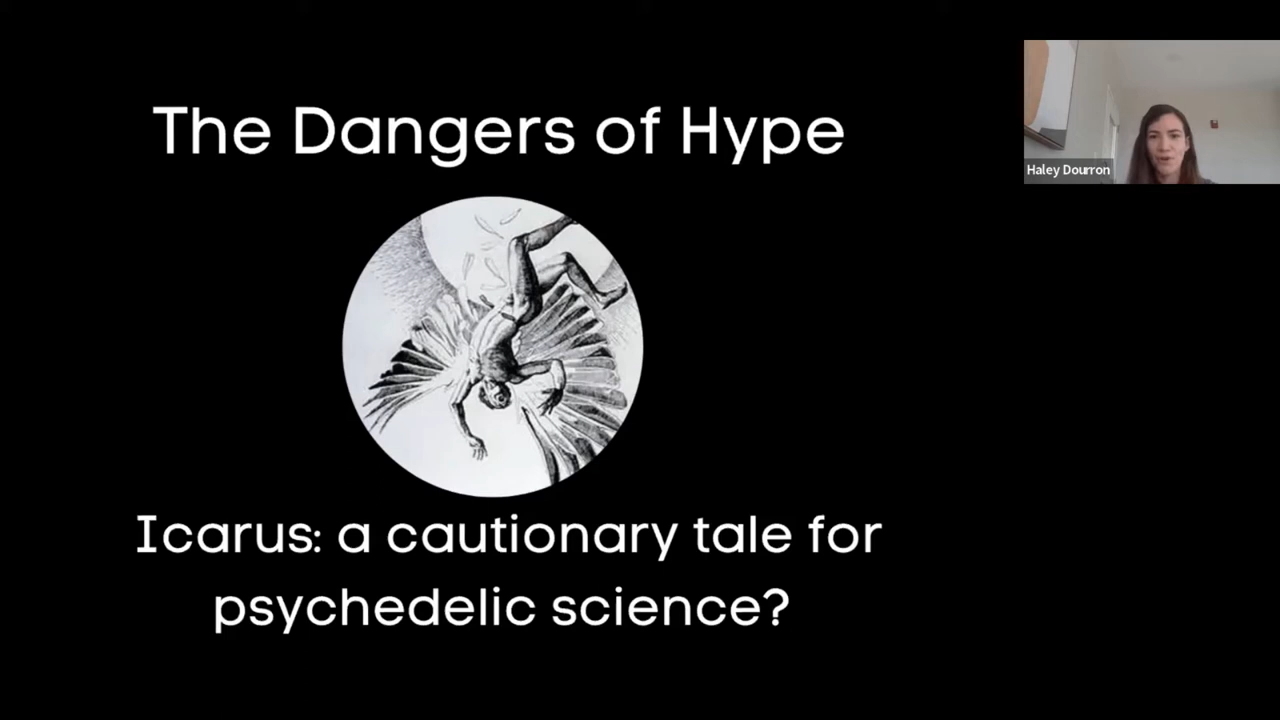 The Dangers of Hype
Haley Dourron
Icarus: a cautionary tale for
psychedelic science?